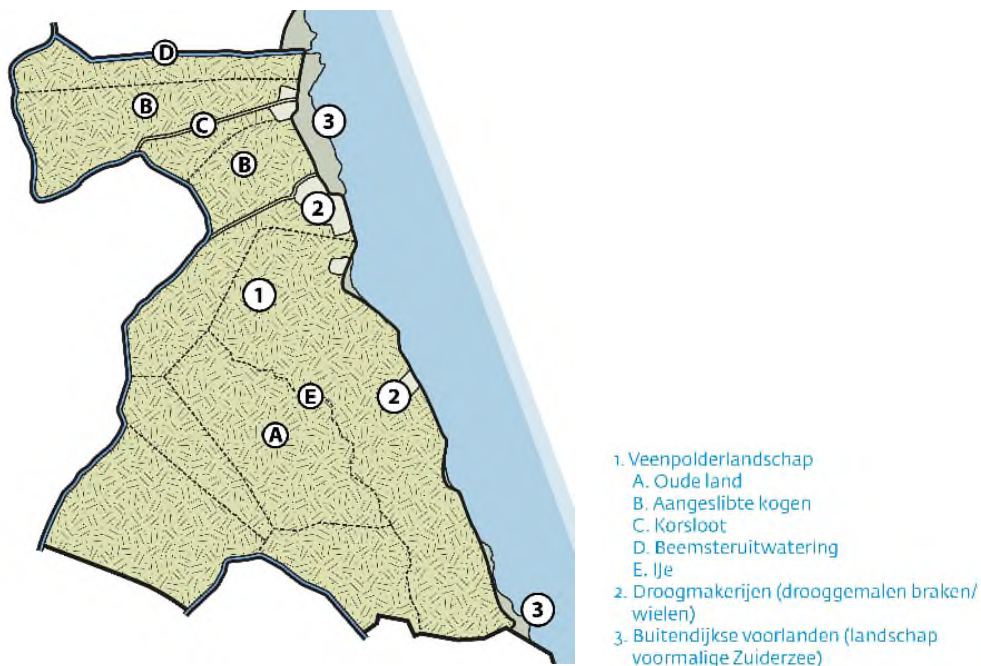 D
B
C
3
B
2
1
E
2
A
3
1. Veenpolderlandschap
A. Oude land
B. Aangeslibte kogen
C. Korsloot
D. Beemsteruitwatering
E. IJe
2. Droogmakerijen (drooggemalen braken/
wielen)
3. Buitendijkse voorlanden (landschap
voormalige Zuiderzee)